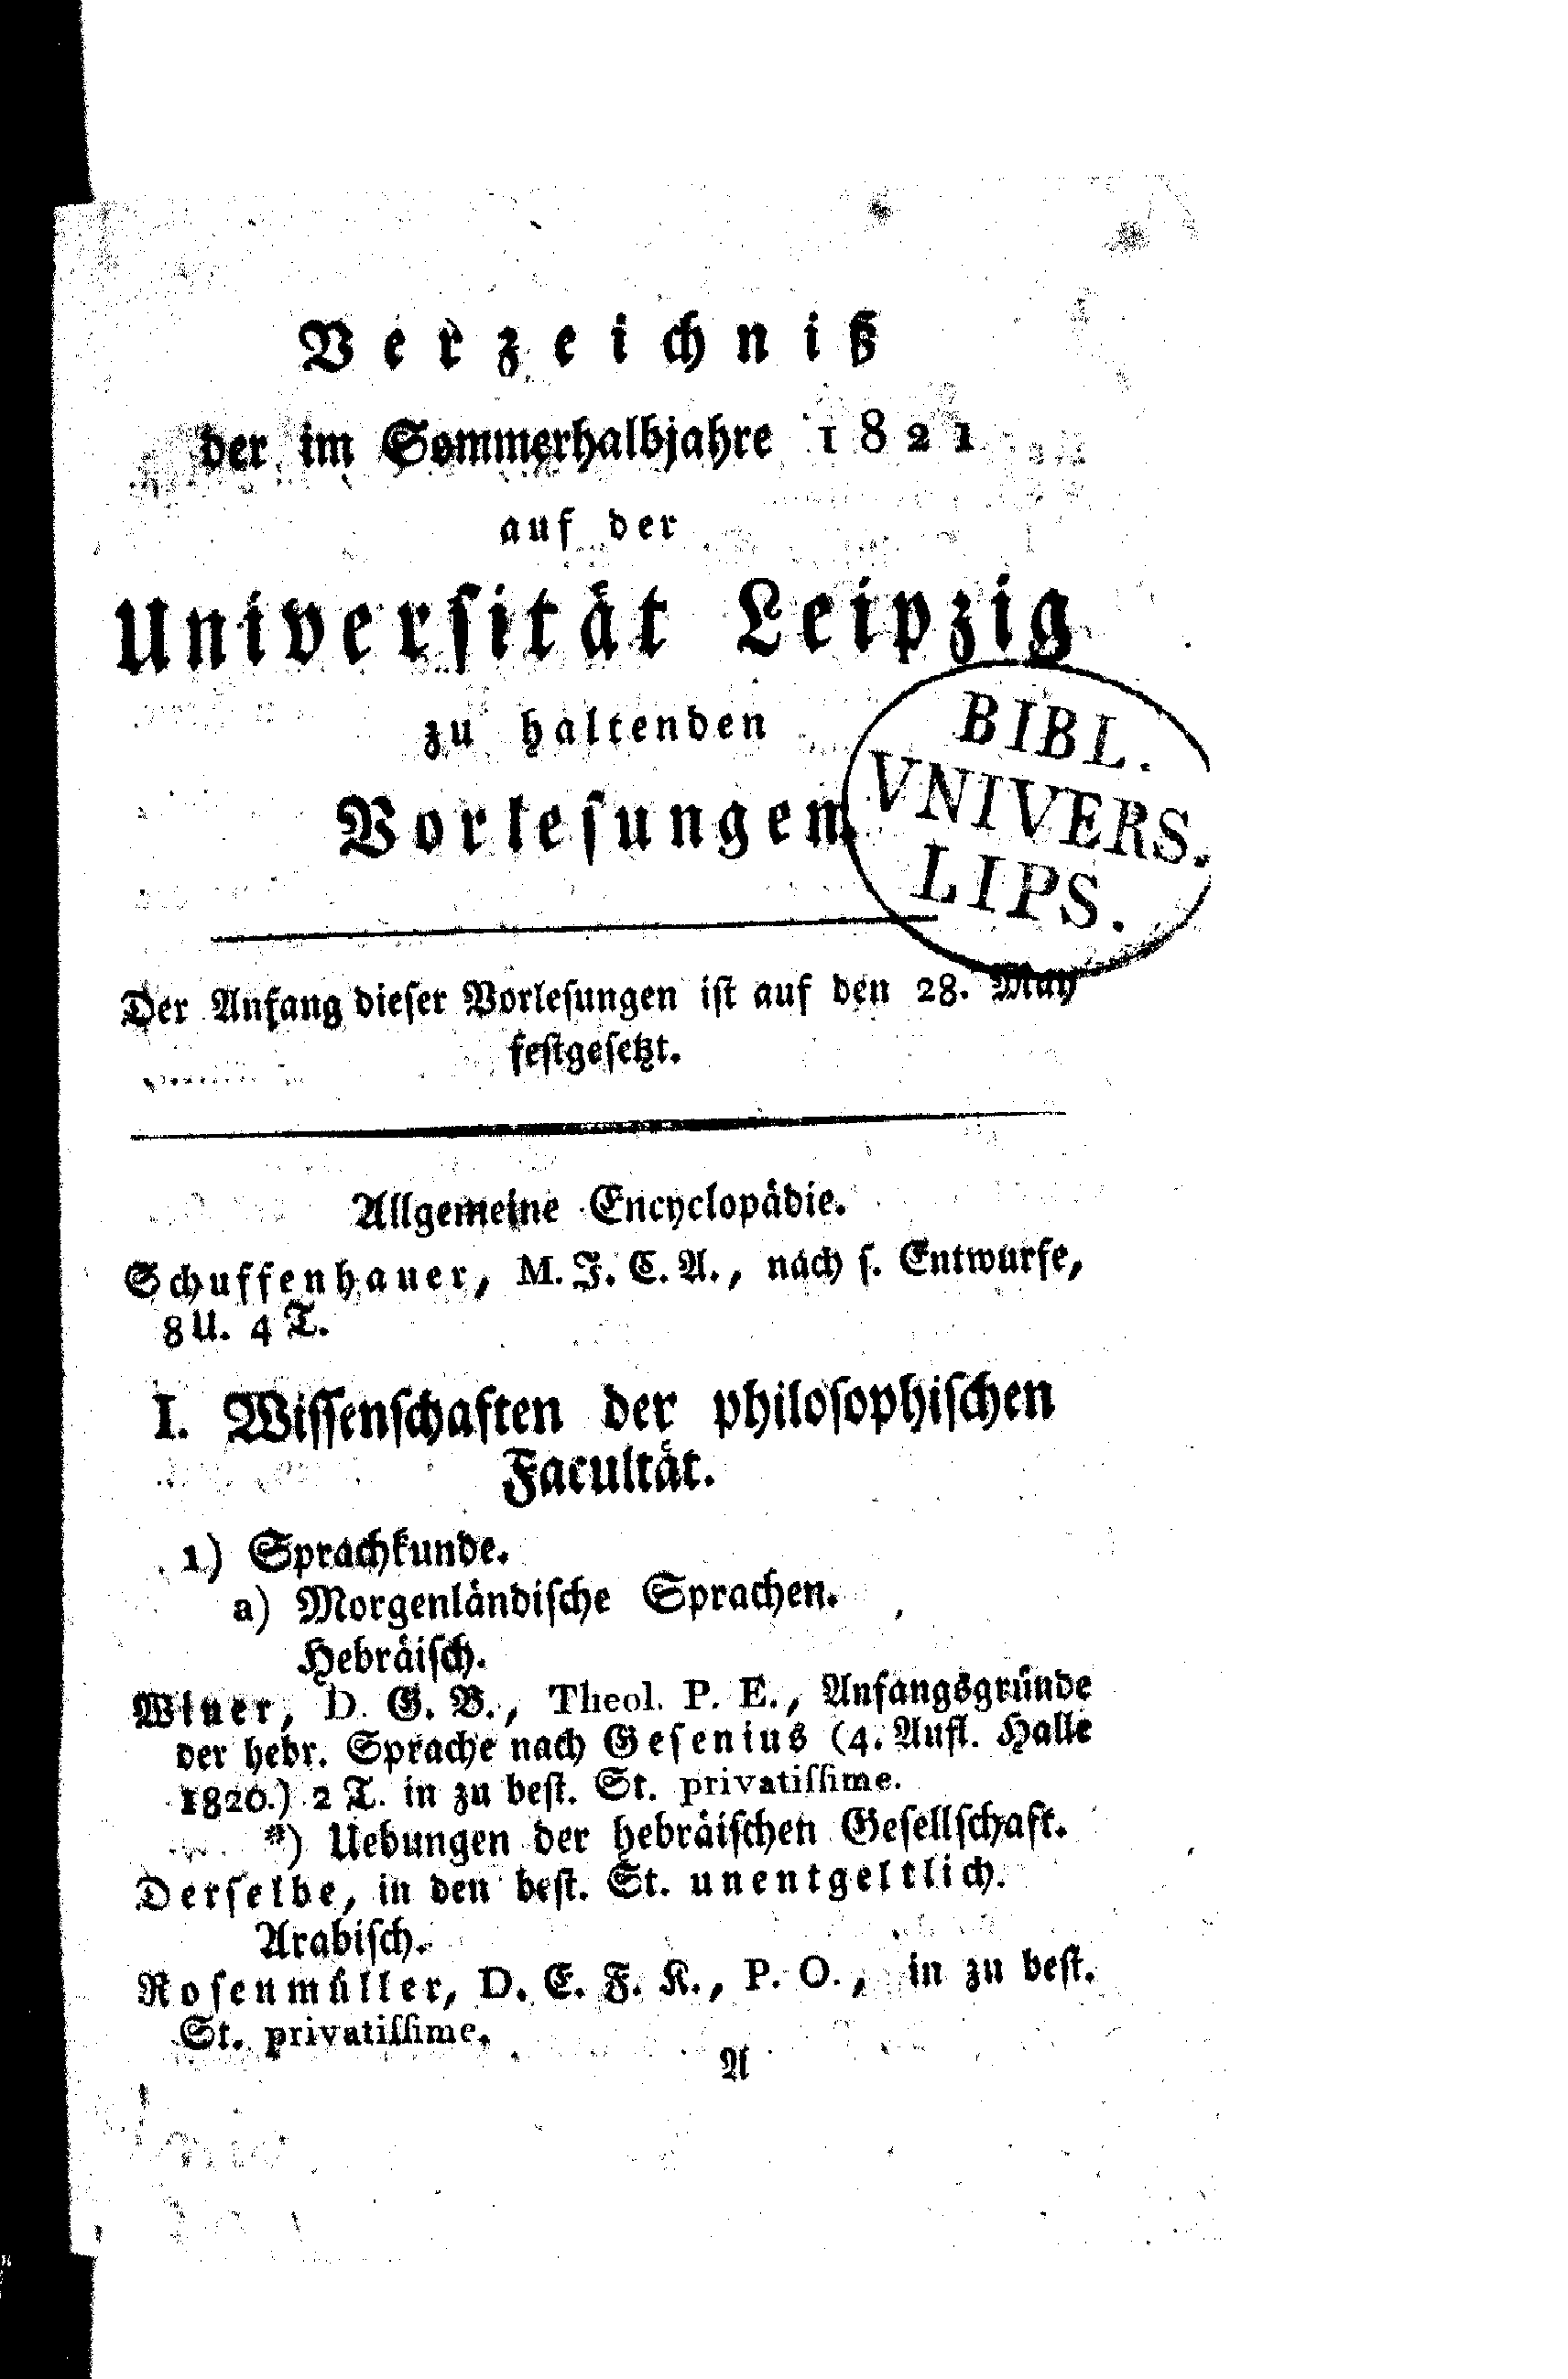 Verzeichniß
der im Sommerhalbjahre 1821
auf der
Universität Leipzig
zu haltenden
Vorlesungen
BIBL.
VNIVERS.
LIPS.
Der Anfang dieser Vorlesungen ist auf den 28. May
festgesetzt.
Allgemeine Encyclopädie.
Schuffenhauer, M. J. C. A., nach s. Entwurfe,
8 U. 4 T.
I. Wissenschaften der philosophischen
Facultät.
1) Sprachkunde.
a) Morgenländische Sprachen.
Hebräisch.
Winer, D. G. B., Theol. P. E., Anfangsgründe
der hebr. Sprache nach Gesenius (4. Aufl. Halle
1820.) 2 T. in zu best. St. privatissime.
*) Uebungen der hebräischen Gesellschaft.
Derselbe, in den best. St. unentgeltlich.
Arabisch.
Rosenmüller, D. E. F. K., P. O., in zu best.
St. privatissime.
A